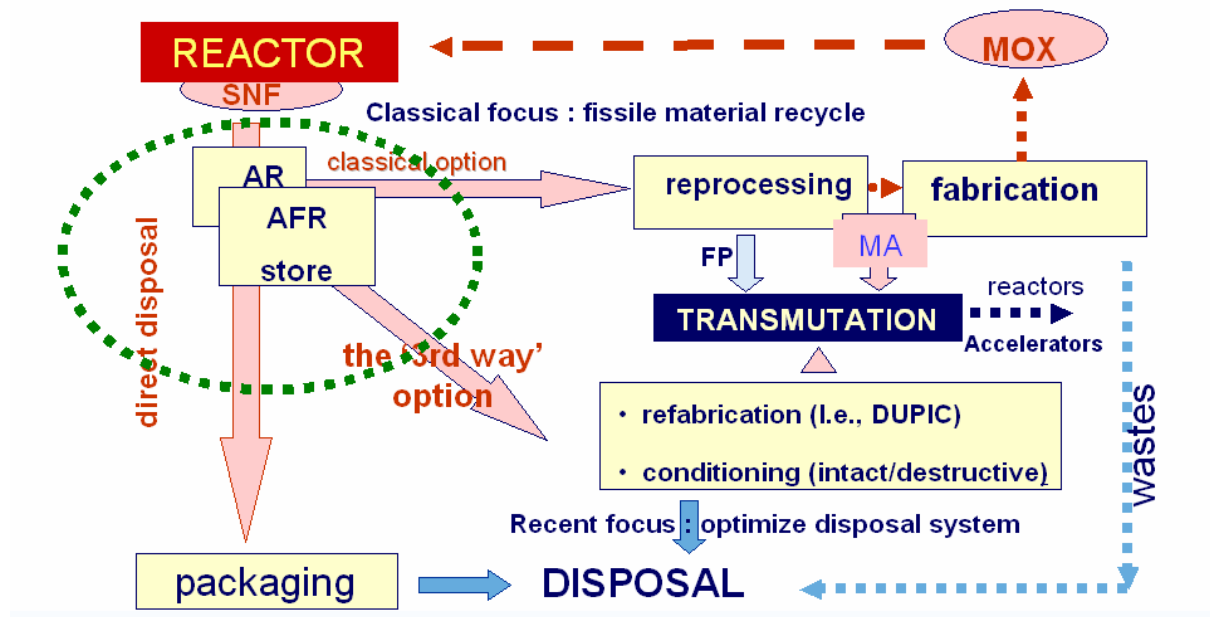 REACTOR
MOX
SNF
Classical focus : fissile material recycle
classical option
AR
AFR
store
reprocessing
fabrication
MA
FP
direct disposal
TRANSMUTATION
reactors
Accelerators
the ‘3rd way’
option
• refabrication (I.e., DUPIC)
• conditioning (intact/destructive)
wastes
Recent focus : optimize disposal system
packaging
DISPOSAL